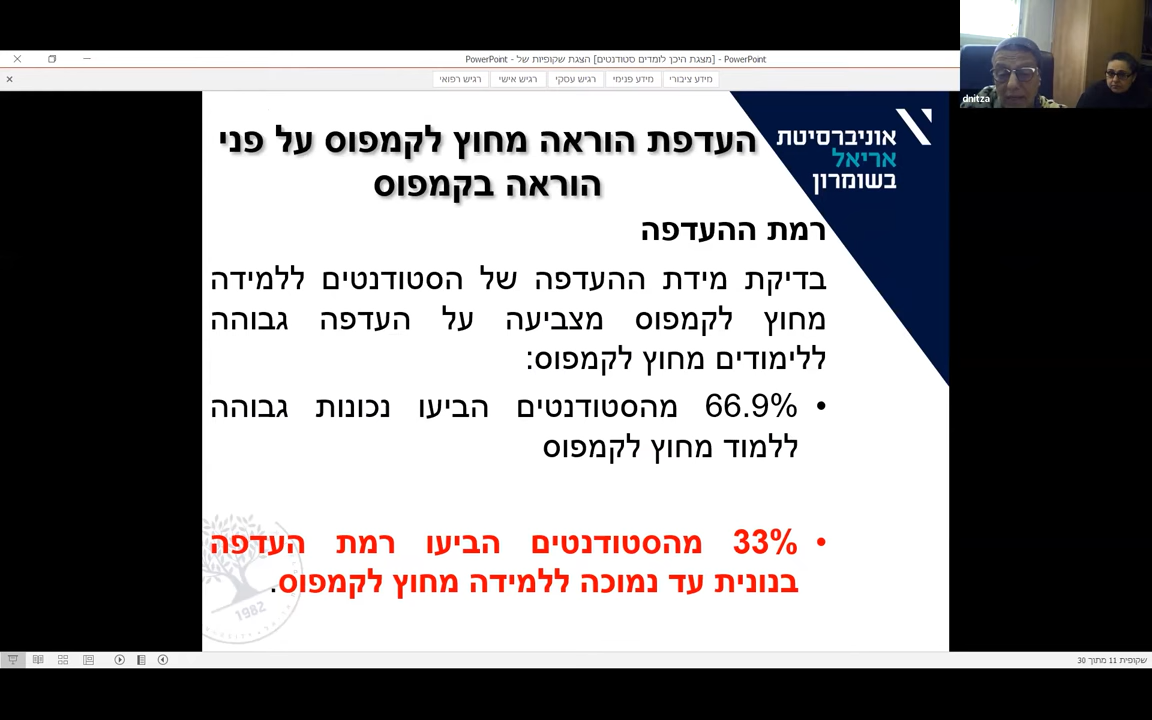 PowerPoint - [מצגת היכן לומדים סטודנטים] הצגת שקופיות של - PowerPoint
מידע ציבורי
מידע פנימי
רגיש עסקי
רגיש אישי
רגיש רפואי
dnitza
אוניברסיטת
אריאל
בשומרון
העדפת הוראה מחוץ לקמפוס על פני
הוראה בקמפוס
רמת ההעדפה
בדיקת מידת ההעדפה של הסטודנטים ללמידה
מחוץ לקמפוס מצביעה על העדפה גבוהה
ללימודים מחוץ לקמפוס:
• 66.9% מהסטודנטים הביעו נכונות גבוהה
ללמוד מחוץ לקמפוס
• 33% מהסטודנטים הביעו רמת העדפה
בנונית עד נמוכה ללמידה מחוץ לקמפוס.
1982
שקופית 11 מתוך 30